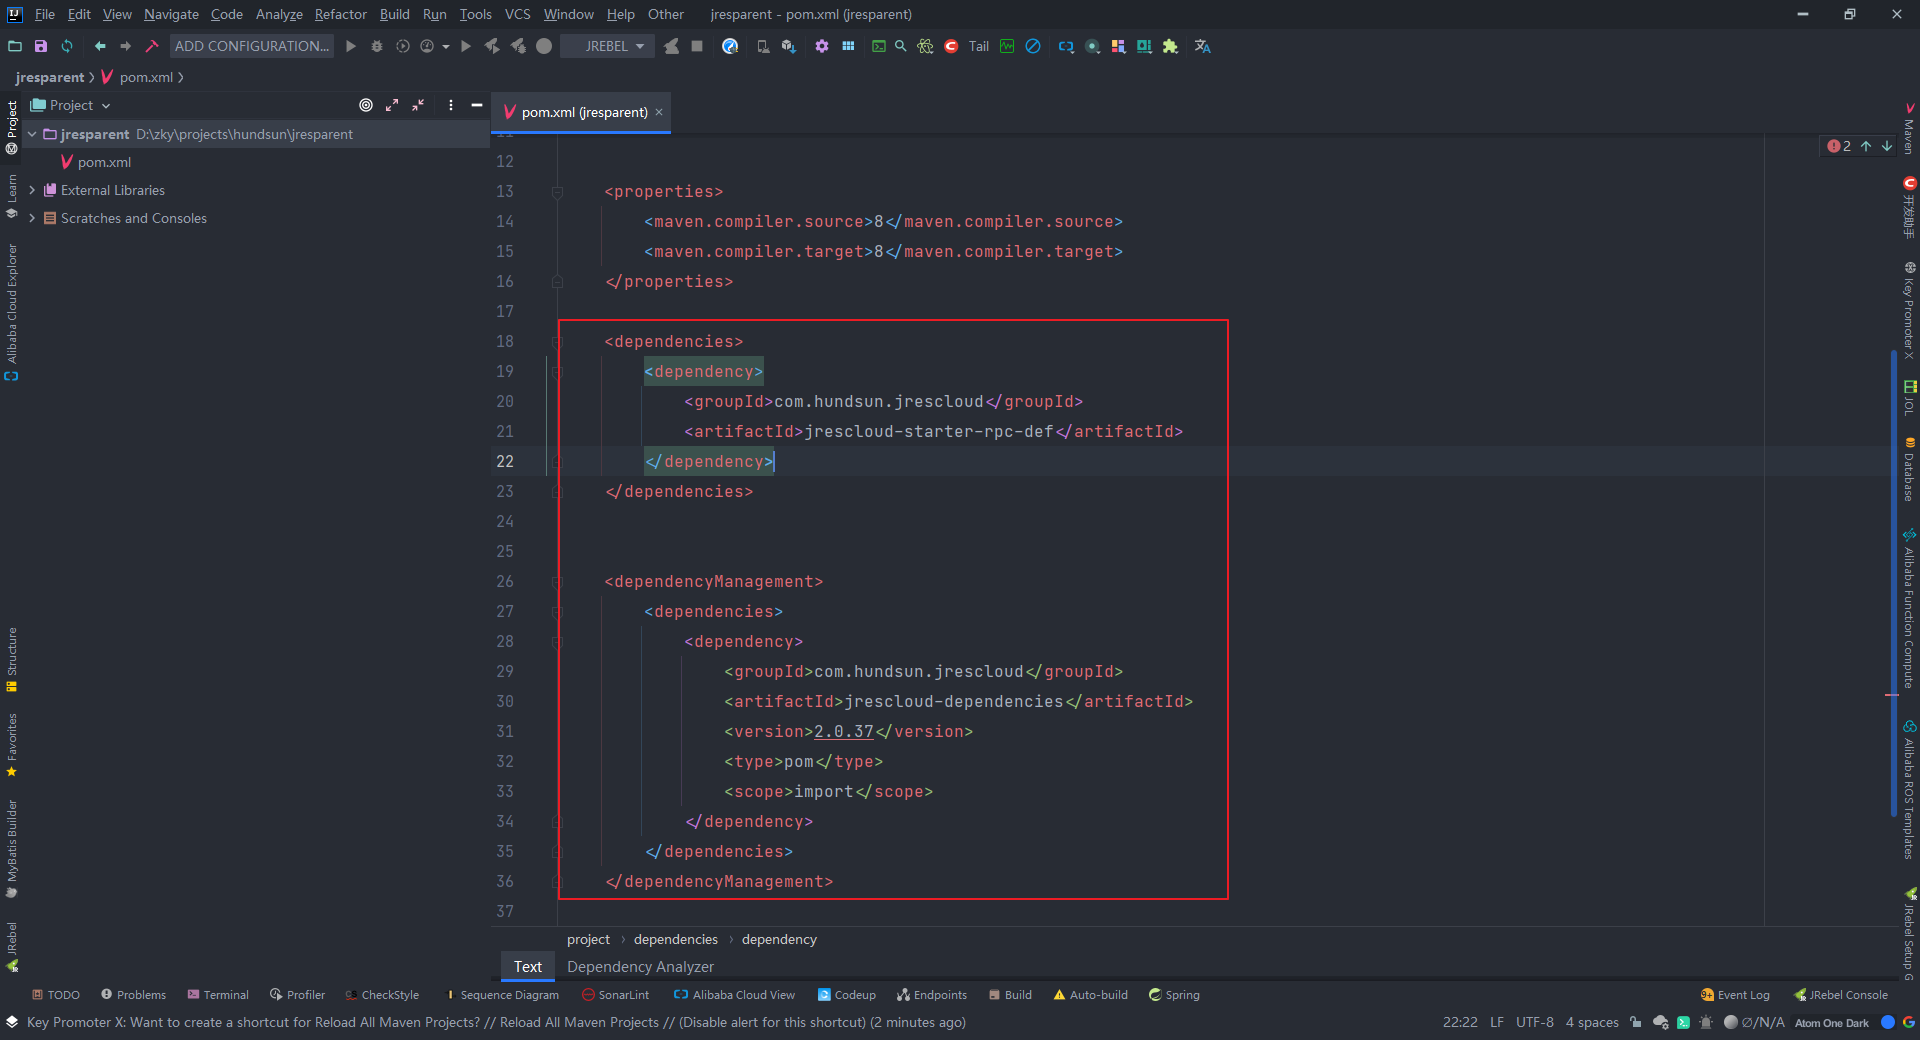 File Edit View Navigate Code Analyze Refactor Build Run Tools VCS Window Help Other jresparent - pom.xml (jresparent)
ADD CONFIGURATION... JREBEL Tail
jresparent pom.xml
Project
jresparent D:\zky\projects\hundsun\jresparent
pom.xml
External Libraries
Scratches and Consoles
Project
Learn
Alibaba Cloud Explorer
Structure
Favorites
MyBatis Builder
JRebel
pom.xml (jresparent)
2
11
12
13 <properties>
14 <maven.compiler.source>8</maven.compiler.source>
15 <maven.compiler.target>8</maven.compiler.target>
16 </properties>
17
18 <dependencies>
19 <dependency>
20 <groupId>com.hundsun.jrescloud</groupId>
21 <artifactId>jrescloud-starter-rpc-def</artifactId>
22 </dependency>
23 </dependencies>
24
25
26 <dependencyManagement>
27 <dependencies>
28 <dependency>
29 <groupId>com.hundsun.jrescloud</groupId>
30 <artifactId>jrescloud-dependencies</artifactId>
31 <version>2.0.37</version>
32 <type>pom</type>
33 <scope>import</scope>
34 </dependency>
35 </dependencies>
36 </dependencyManagement>
37
project › dependencies › dependency
Text Dependency Analyzer
Maven
开发助手
Key Promoter X
JOL
Database
Alibaba Function Compute
Alibaba ROS Templates
JRebel Setup G
TODO Problems Terminal Profiler CheckStyle Sequence Diagram SonarLint Alibaba Cloud View Codeup Endpoints Build Auto-build Spring 9+ Event Log JRebel Console
Key Promoter X: Want to create a shortcut for Reload All Maven Projects? // Reload All Maven Projects // (Disable alert for this shortcut) (2 minutes ago) 22:22 LF UTF-8 4 spaces ∅/N/A Atom One Dark